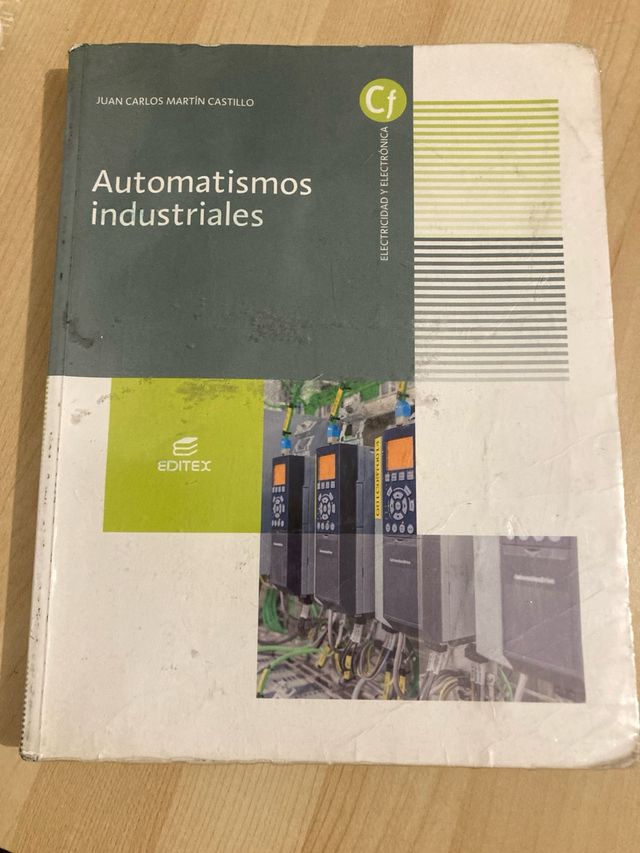 JUAN CARLOS MARTÍN CASTILLO
Cf
ELECTRICIDAD Y ELECTRÓNICA
Automatismos
industriales
EDITEX